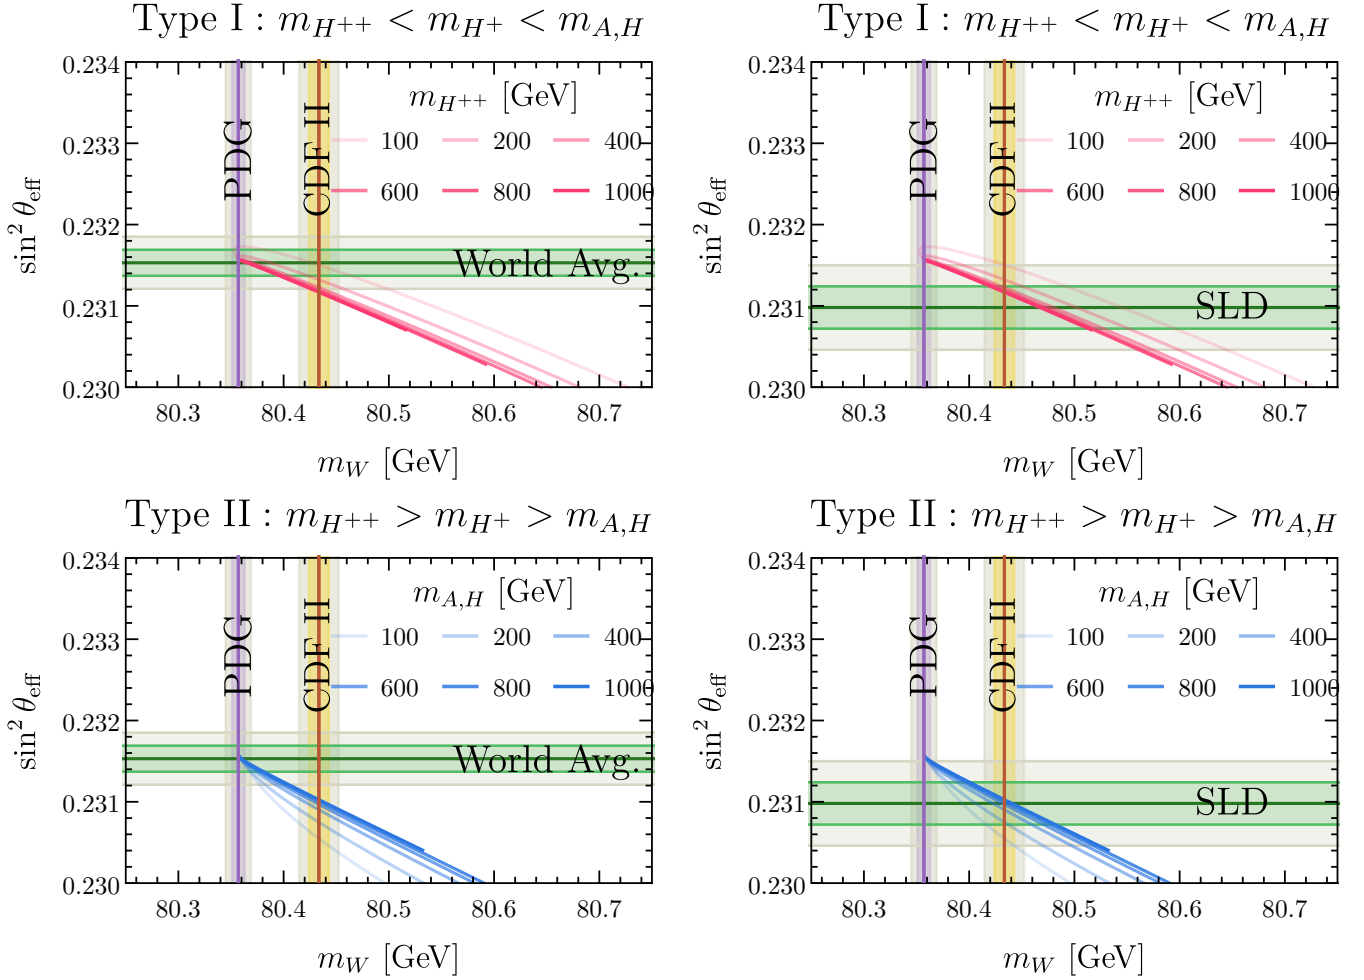 Type I : m_{H^{++}} < m_{H^+} < m_{A,H}
0.234
0.233
0.232
0.231
0.230
sin² θ_eff
PDG
CDF II
m_{H^{++}} [GeV]
100 200 400
600 800 1000
World Avg.
80.3 80.4 80.5 80.6 80.7
m_W [GeV]
Type I : m_{H^{++}} < m_{H^+} < m_{A,H}
0.234
0.233
0.232
0.231
0.230
sin² θ_eff
PDG
CDF II
m_{H^{++}} [GeV]
100 200 400
600 800 1000
SLD
80.3 80.4 80.5 80.6 80.7
m_W [GeV]
Type II : m_{H^{++}} > m_{H^+} > m_{A,H}
0.234
0.233
0.232
0.231
0.230
sin² θ_eff
PDG
CDF II
m_{A,H} [GeV]
100 200 400
600 800 1000
World Avg.
80.3 80.4 80.5 80.6 80.7
m_W [GeV]
Type II : m_{H^{++}} > m_{H^+} > m_{A,H}
0.234
0.233
0.232
0.231
0.230
sin² θ_eff
PDG
CDF II
m_{A,H} [GeV]
100 200 400
600 800 1000
SLD
80.3 80.4 80.5 80.6 80.7
m_W [GeV]